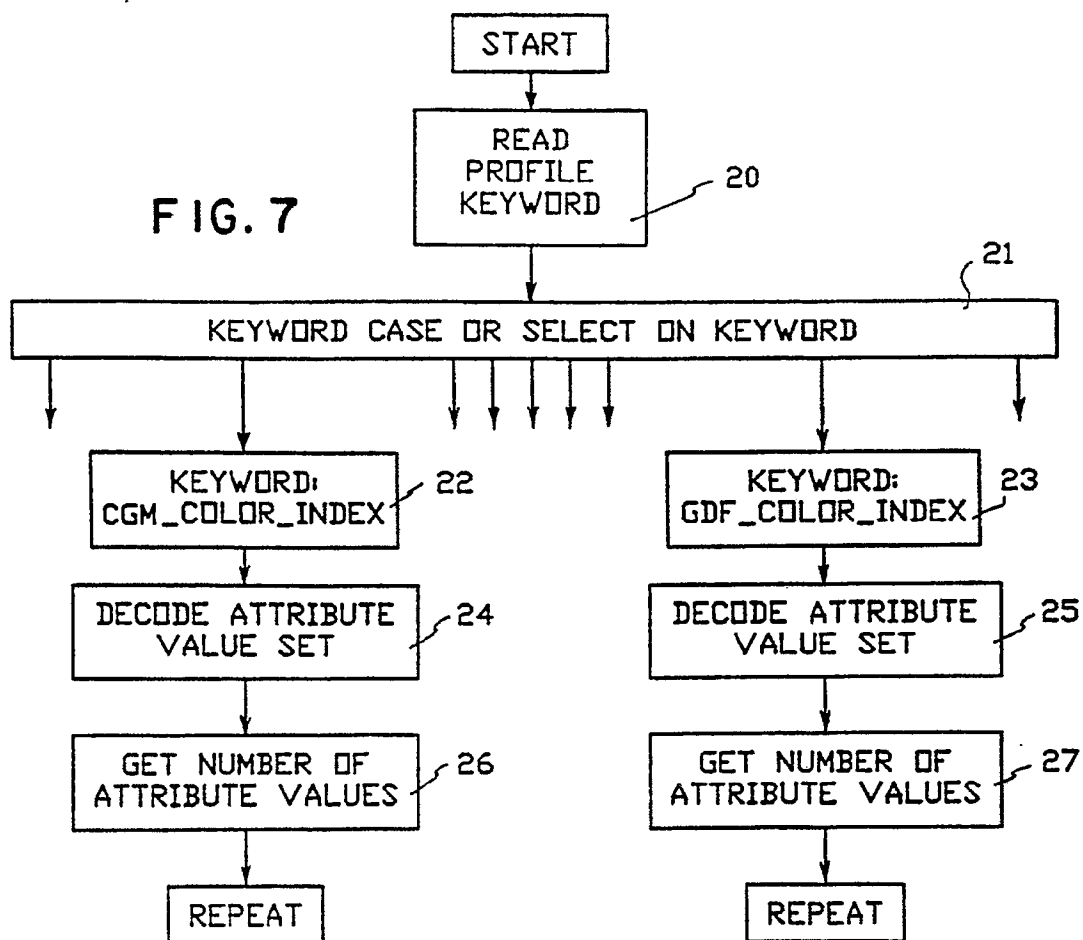 START
READ
PROFILE
KEYWORD
20
FIG. 7
21
KEYWORD CASE OR SELECT ON KEYWORD
KEYWORD:
CGM_COLOR_INDEX
22
KEYWORD:
GDF_COLOR_INDEX
23
DECODE ATTRIBUTE
VALUE SET
24
DECODE ATTRIBUTE
VALUE SET
25
GET NUMBER OF
ATTRIBUTE VALUES
26
GET NUMBER OF
ATTRIBUTE VALUES
27
REPEAT
REPEAT